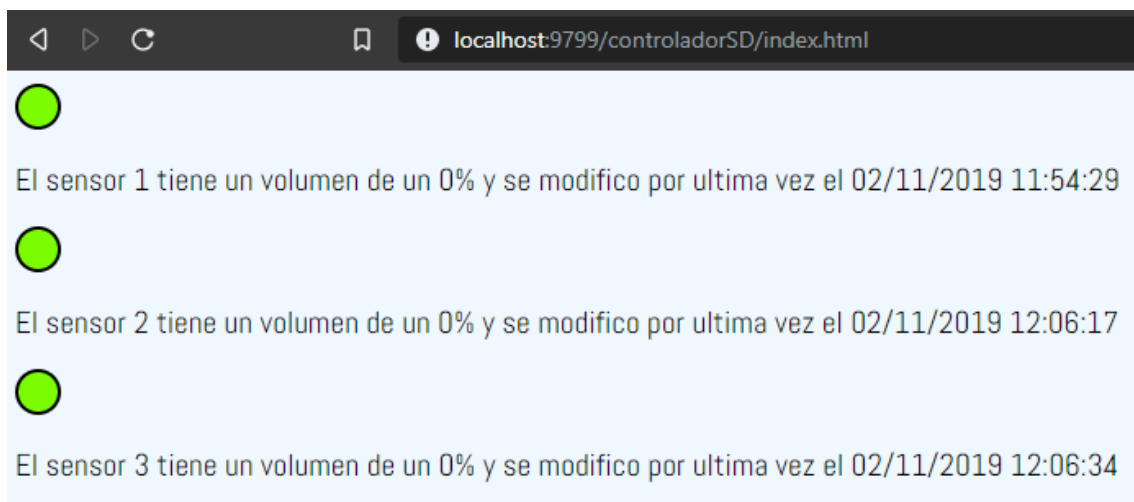 localhost:9799/controladorSD/index.html
El sensor 1 tiene un volumen de un 0% y se modifico por ultima vez el 02/11/2019 11:54:29
El sensor 2 tiene un volumen de un 0% y se modifico por ultima vez el 02/11/2019 12:06:17
El sensor 3 tiene un volumen de un 0% y se modifico por ultima vez el 02/11/2019 12:06:34